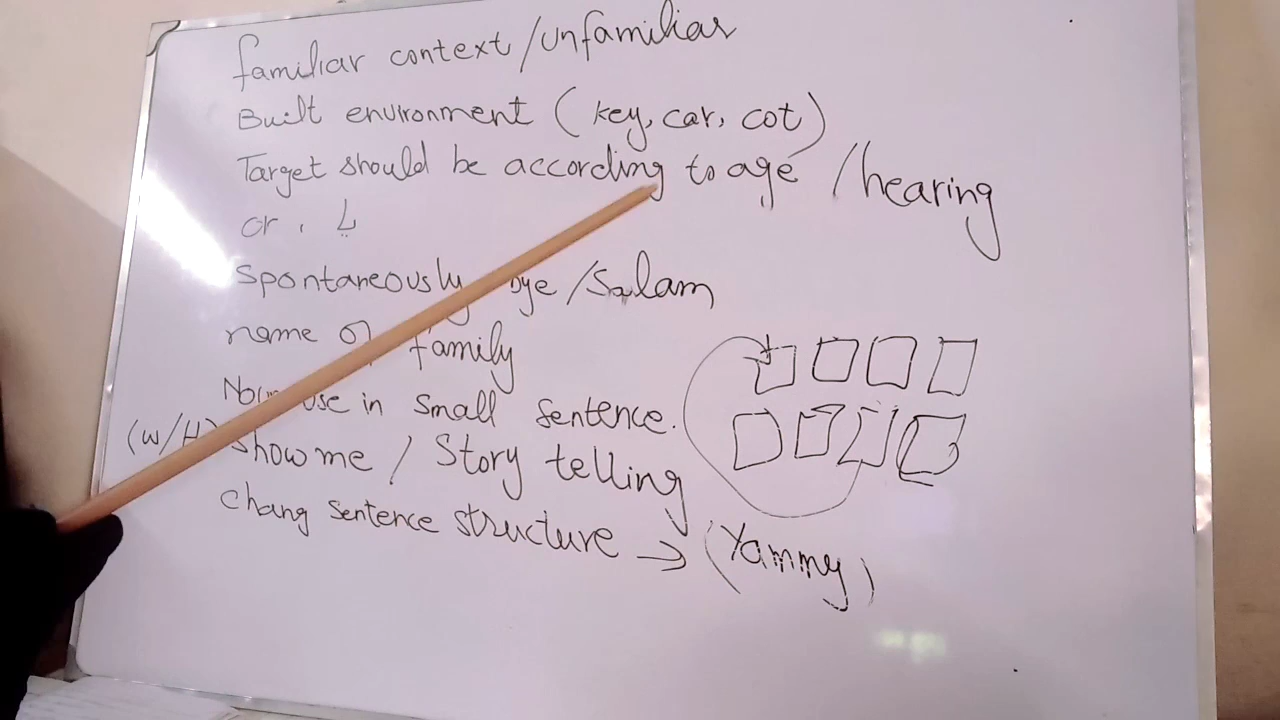 familiar context /unfamiliar
Built environment (key, car, cot)
Target should be according to age /hearing
or, یا
Spontaneously bye /Salam
name of family
use in small sentence.
(w/H) Show me / Story telling
Chang sentence structure → (Yammy)